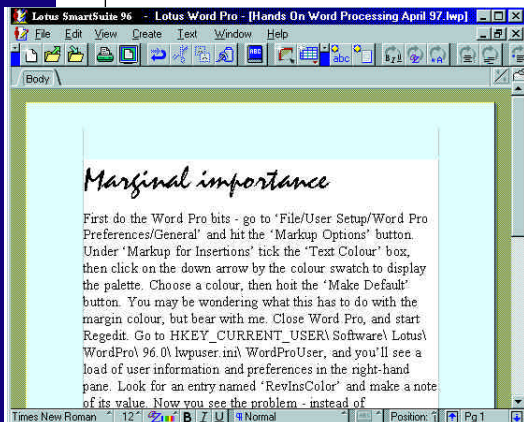 Lotus SmartSuite 96 - Lotus Word Pro - [Hands On Word Processing April 97.lwp]
File Edit View Create Text Window Help
Body
Marginal importance
First do the Word Pro bits - go to 'File/User Setup/Word Pro
Preferences/General' and hit the 'Markup Options' button.
Under 'Markup for Insertions' tick the 'Text Colour' box,
then click on the down arrow by the colour swatch to display
the palette. Choose a colour, then hoit the 'Make Default'
button. You may be wondering what this has to do with the
margin colour, but bear with me. Close Word Pro, and start
Regedit. Go to HKEY_CURRENT_USER\ Software\ Lotus\
WordPro\ 96.0\ lwpuser.ini\ WordProUser, and you'll see a
load of user information and preferences in the right-hand
pane. Look for an entry named 'RevInsColor' and make a note
of its value. Now you see the problem - instead of
Times New Roman 12 B I U Normal Position: Pg 1